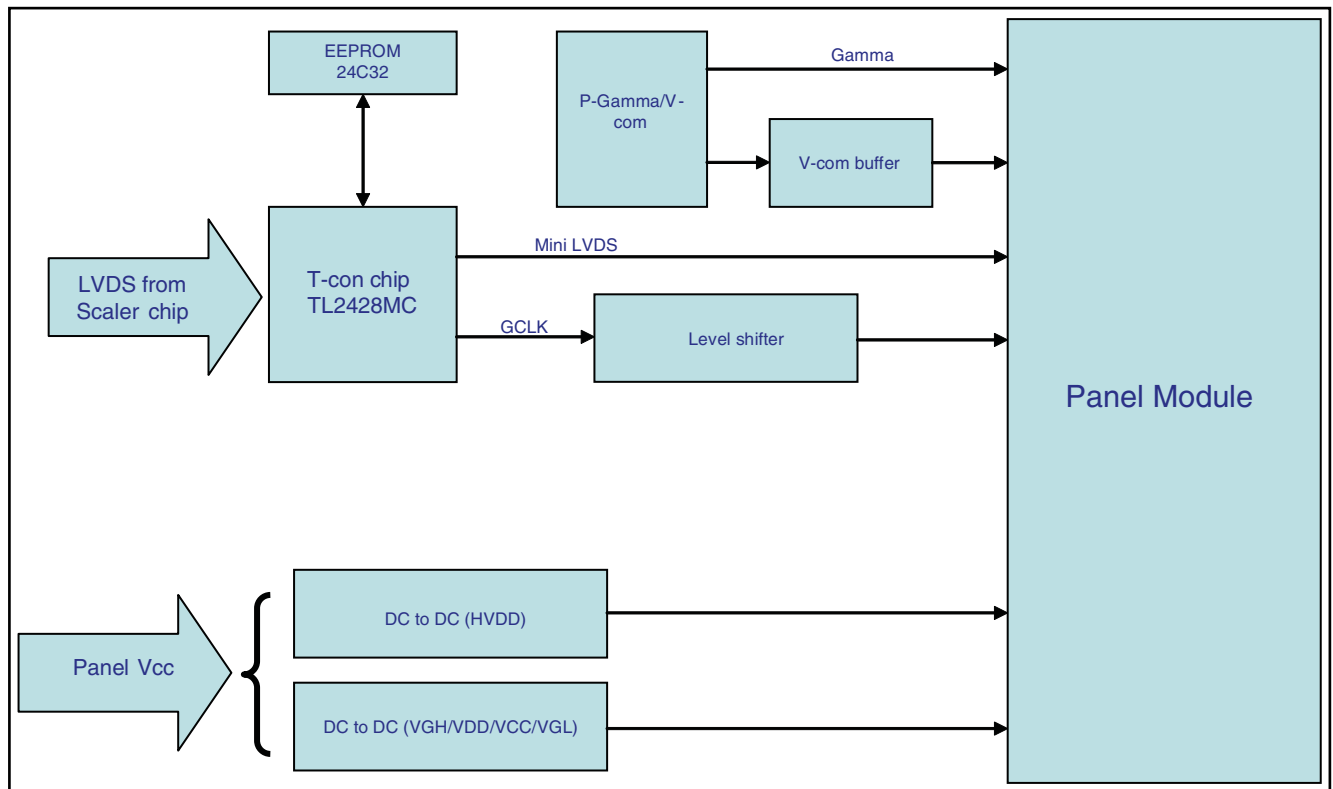 EEPROM
24C32
P-Gamma/V-
com
Gamma
V-com buffer
LVDS from
Scaler chip
T-con chip
TL2428MC
Mini LVDS
GCLK
Level shifter
Panel Module
Panel Vcc
DC to DC (HVDD)
DC to DC (VGH/VDD/VCC/VGL)